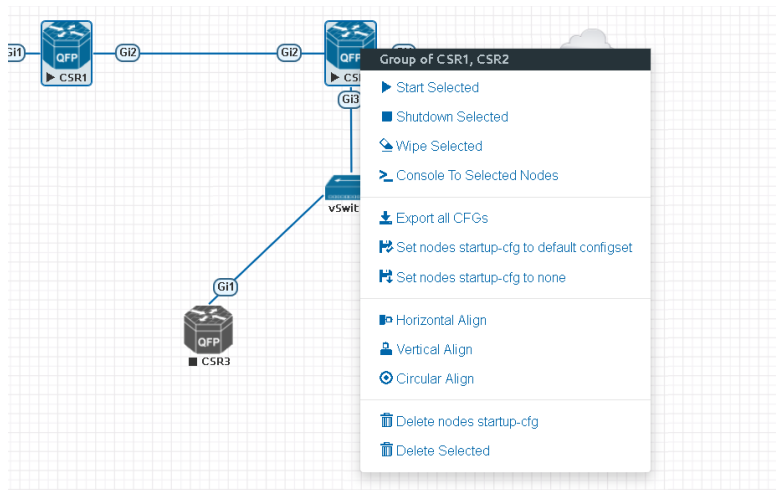 Gi1
QFP
CSR1
Gi2
Gi2
QFP
Gi3
Group of CSR1, CSR2
Start Selected
Shutdown Selected
Wipe Selected
Console To Selected Nodes
Export all CFGs
Set nodes startup-cfg to default configset
Set nodes startup-cfg to none
Horizontal Align
Vertical Align
Circular Align
Delete nodes startup-cfg
Delete Selected
Gi1
QFP
CSR3